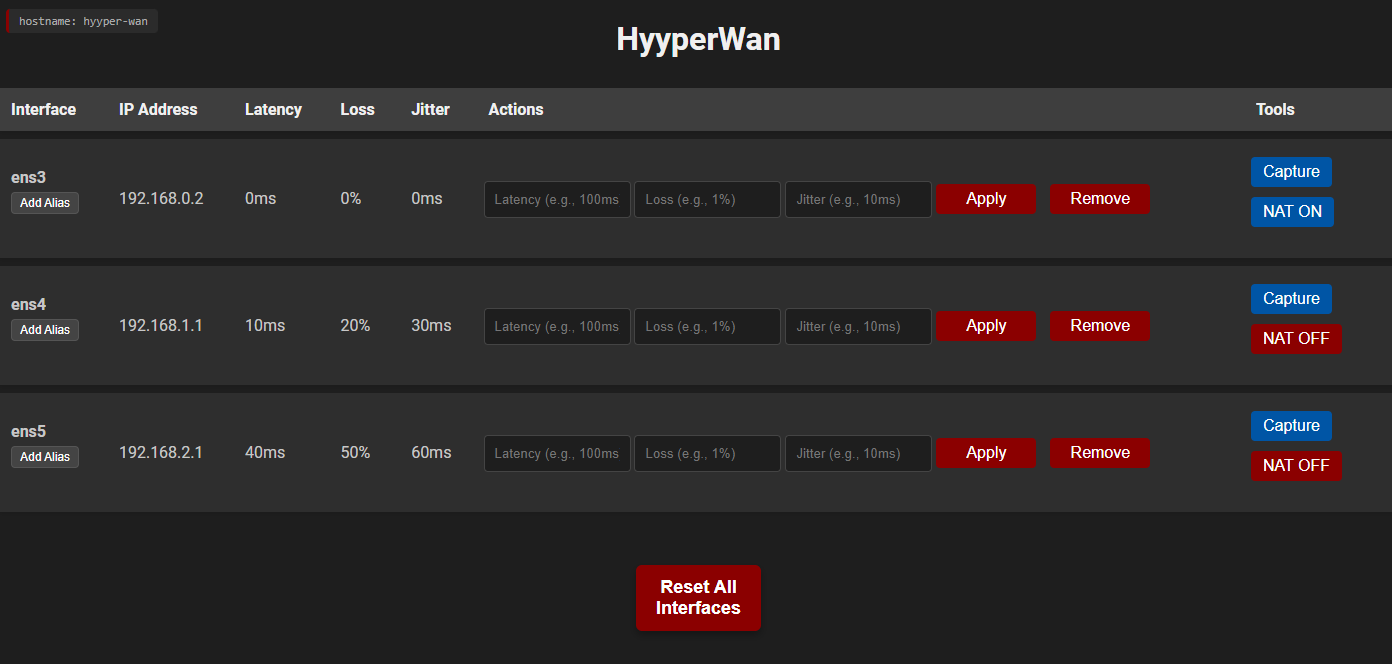 hostname: hyyper-wan
HyyperWan
Interface IP Address Latency Loss Jitter Actions Tools
ens3
Add Alias
192.168.0.2 0ms 0% 0ms Latency (e.g., 100ms Loss (e.g., 1%) Jitter (e.g., 10ms) Apply Remove
Capture
NAT ON
ens4
Add Alias
192.168.1.1 10ms 20% 30ms Latency (e.g., 100ms Loss (e.g., 1%) Jitter (e.g., 10ms) Apply Remove
Capture
NAT OFF
ens5
Add Alias
192.168.2.1 40ms 50% 60ms Latency (e.g., 100ms Loss (e.g., 1%) Jitter (e.g., 10ms) Apply Remove
Capture
NAT OFF
Reset All
Interfaces